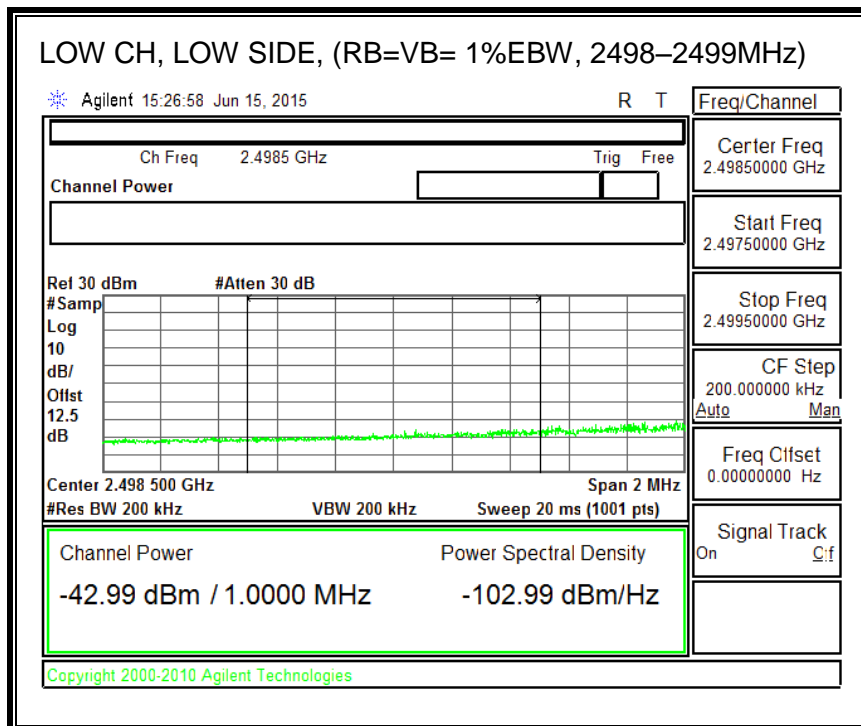 LOW CH, LOW SIDE, (RB=VB= 1%EBW, 2498–2499MHz)
Agilent 15:26:58 Jun 15, 2015 R T
Freq/Channel
Ch Freq 2.4985 GHz Trig Free
Channel Power
Center Freq
2.49850000 GHz
Start Freq
2.49750000 GHz
Stop Freq
2.49950000 GHz
CF Step
200.000000 kHz
Auto Man
Freq Offset
0.00000000 Hz
Signal Track
On Off
Ref 30 dBm #Atten 30 dB
#Samp
Log
10
dB/
Offst
12.5
dB
Center 2.498 500 GHz Span 2 MHz
#Res BW 200 kHz VBW 200 kHz Sweep 20 ms (1001 pts)
Channel Power Power Spectral Density
-42.99 dBm / 1.0000 MHz -102.99 dBm/Hz
Copyright 2000-2010 Agilent Technologies